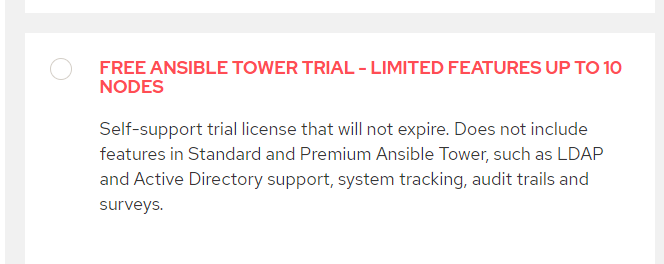 FREE ANSIBLE TOWER TRIAL - LIMITED FEATURES UP TO 10
NODES
Self-support trial license that will not expire. Does not include
features in Standard and Premium Ansible Tower, such as LDAP
and Active Directory support, system tracking, audit trails and
surveys.